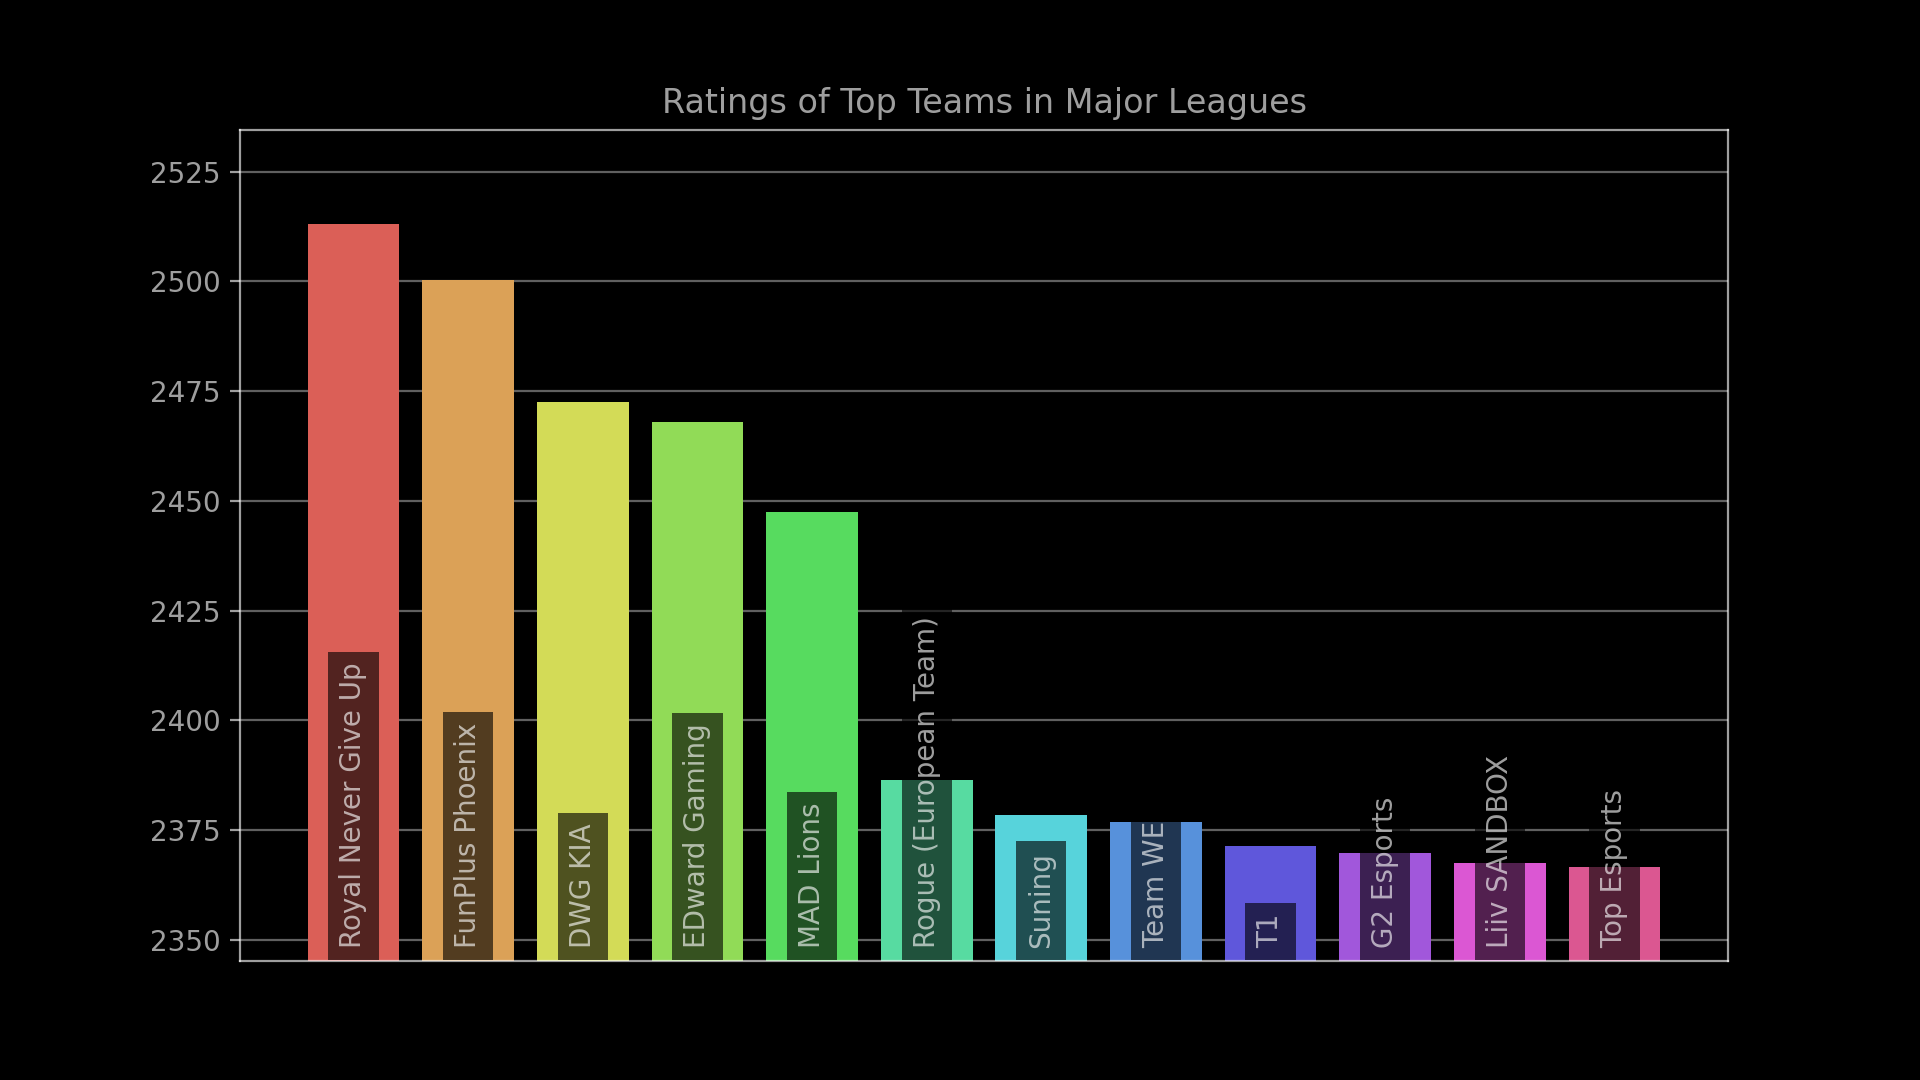 Ratings of Top Teams in Major Leagues
2525
2500
2475
2450
2425
2400
2375
2350
Royal Never Give Up
FunPlus Phoenix
DWG KIA
EDward Gaming
MAD Lions
Rogue (European Team)
Suning
Team WE
T1
G2 Esports
Liiv SANDBOX
Top Esports